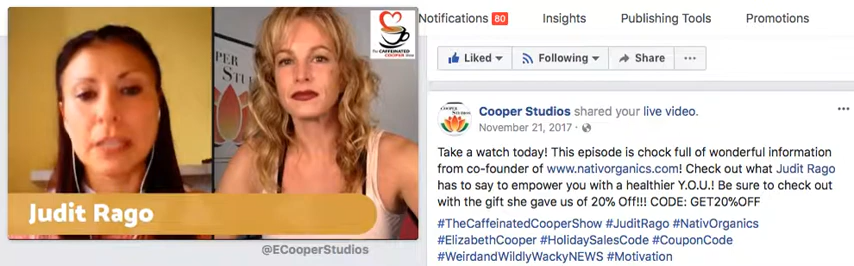 Notifications 80 Insights Publishing Tools Promotions
Liked Following Share ...
The
CAFFEINATED
COOPER
Judit Rago
@ECooperStudios
Cooper Studios shared your live video.
November 21, 2017
Take a watch today! This episode is chock full of wonderful information
from co-founder of www.nativorganics.com! Check out what Judit Rago
has to say to empower you with a healthier Y.O.U.! Be sure to check out
with the gift she gave us of 20% Off!!! CODE: GET20%OFF
#TheCaffeinatedCooperShow #JuditRago #NativOrganics
#ElizabethCooper #HolidaySalesCode #CouponCode
#WeirdandWildlyWackyNEWS #Motivation